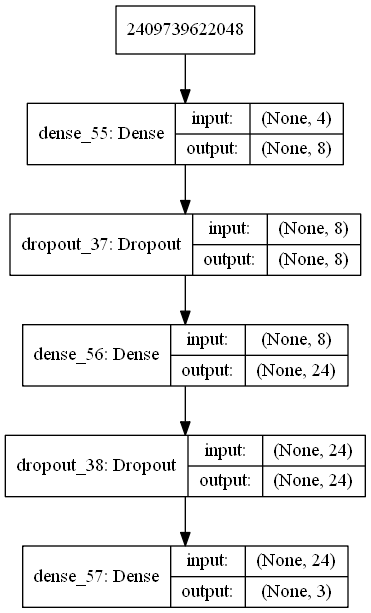 2409739622048
dense_55: Dense
input: (None, 4)
output: (None, 8)
dropout_37: Dropout
input: (None, 8)
output: (None, 8)
dense_56: Dense
input: (None, 8)
output: (None, 24)
dropout_38: Dropout
input: (None, 24)
output: (None, 24)
dense_57: Dense
input: (None, 24)
output: (None, 3)